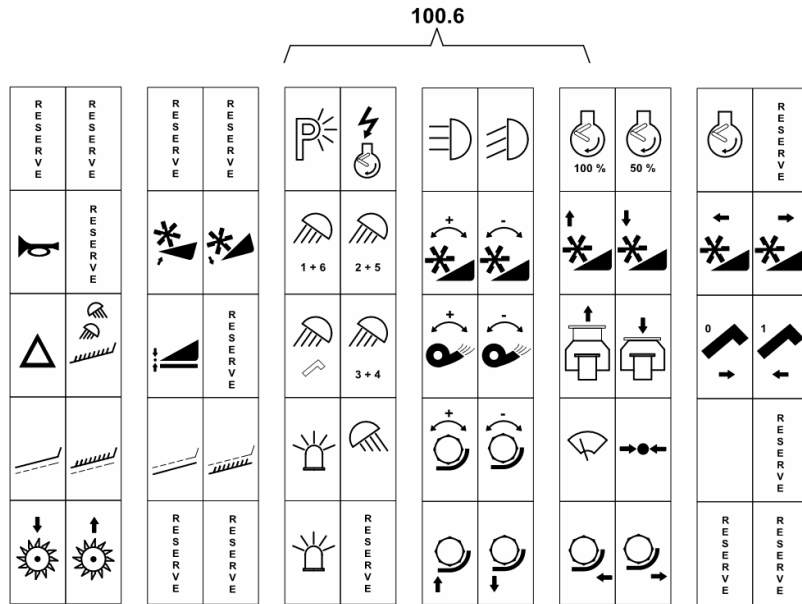 100.6
RESERVE
RESERVE
RESERVE
RESERVE
P
100 %
50 %
RESERVE
RESERVE
1 + 6
2 + 5
+
-
RESERVE
3 + 4
+
-
0
1
+
-
RESERVE
RESERVE
RESERVE
RESERVE
RESERVE
RESERVE